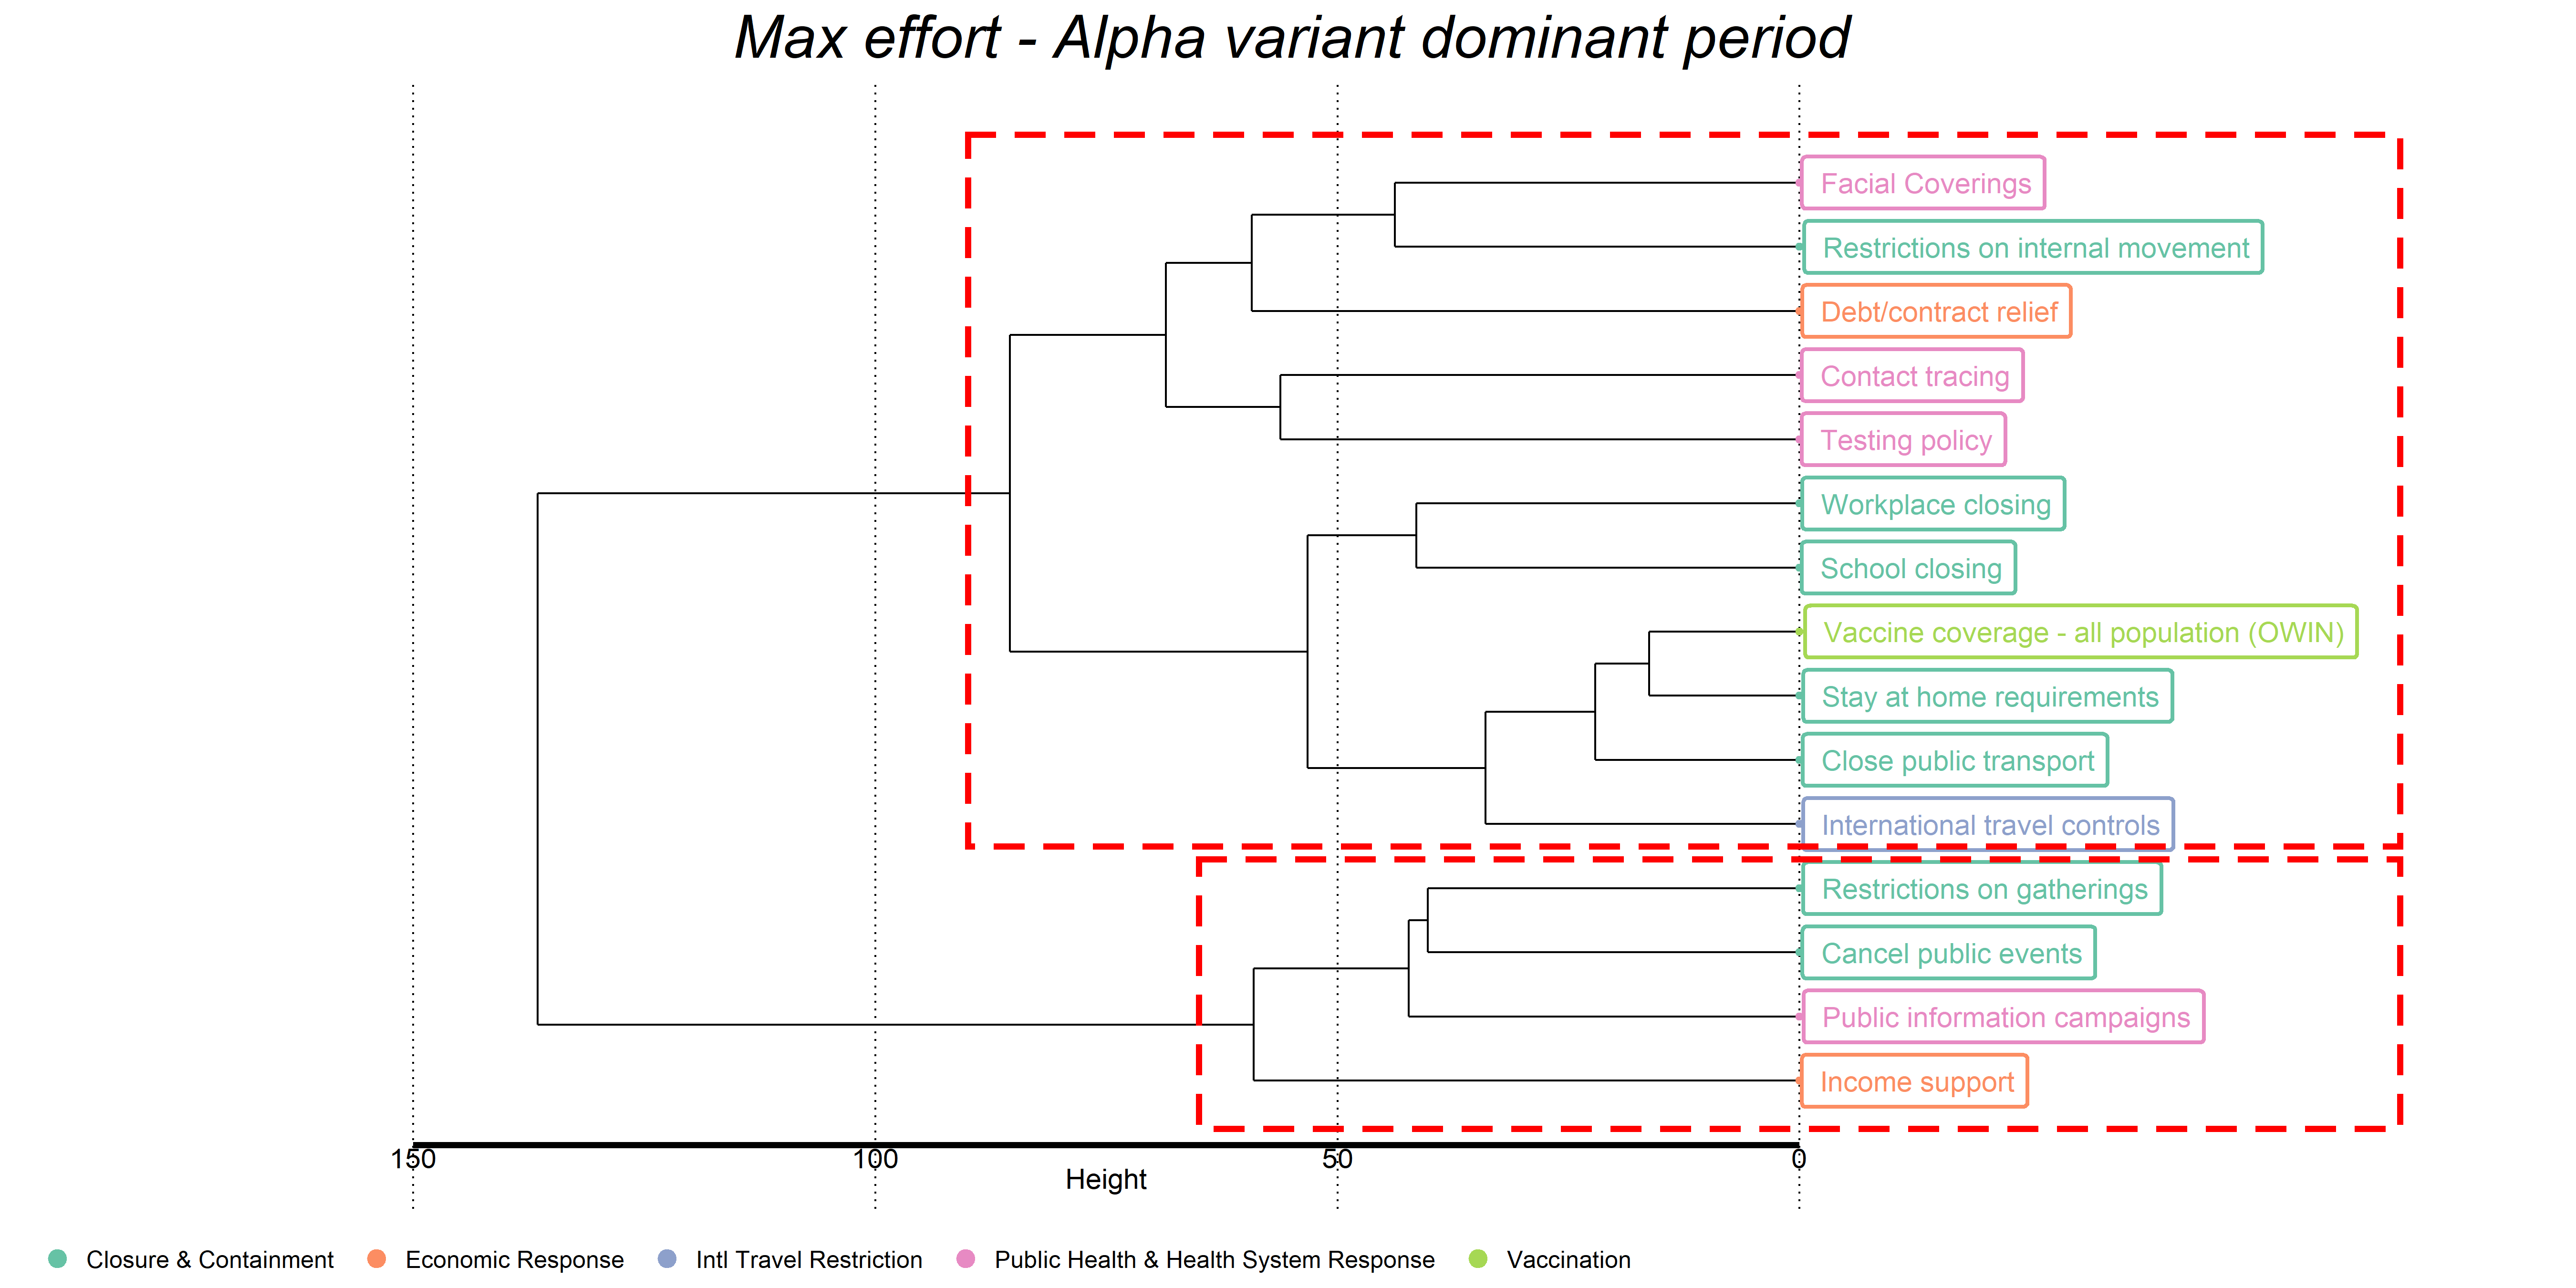 Max effort - Alpha variant dominant period
Facial Coverings
Restrictions on internal movement
Debt/contract relief
Contact tracing
Testing policy
Workplace closing
School closing
Vaccine coverage - all population (OWIN)
Stay at home requirements
Close public transport
International travel controls
Restrictions on gatherings
Cancel public events
Public information campaigns
Income support
150 100 50 0
Height
Closure & Containment Economic Response Intl Travel Restriction Public Health & Health System Response Vaccination